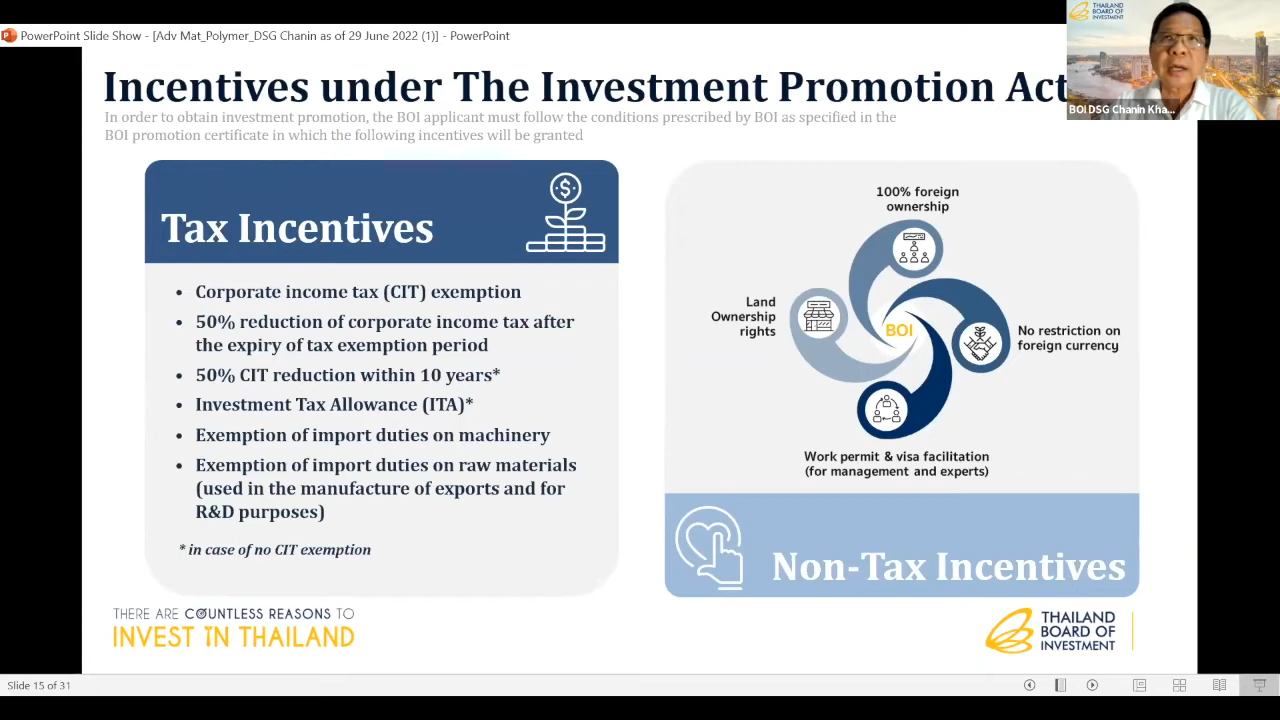 PowerPoint Slide Show - [Adv Mat_Polymer_DSG Chanin as of 29 June 2022 (1)] - PowerPoint
THAILAND
BOARD OF
INVESTMENT
BOI DSG Chanin Kha...
Incentives under The Investment Promotion Act
In order to obtain investment promotion, the BOI applicant must follow the conditions prescribed by BOI as specified in the
BOI promotion certificate in which the following incentives will be granted
Tax Incentives
• Corporate income tax (CIT) exemption
• 50% reduction of corporate income tax after
the expiry of tax exemption period
• 50% CIT reduction within 10 years*
• Investment Tax Allowance (ITA)*
• Exemption of import duties on machinery
• Exemption of import duties on raw materials
(used in the manufacture of exports and for
R&D purposes)
* in case of no CIT exemption
100% foreign
ownership
Land
Ownership
rights
BOI
No restriction on
foreign currency
Work permit & visa facilitation
(for management and experts)
Non-Tax Incentives
THERE ARE COUNTLESS REASONS TO
INVEST IN THAILAND
THAILAND
BOARD OF
INVESTMENT
Slide 15 of 31